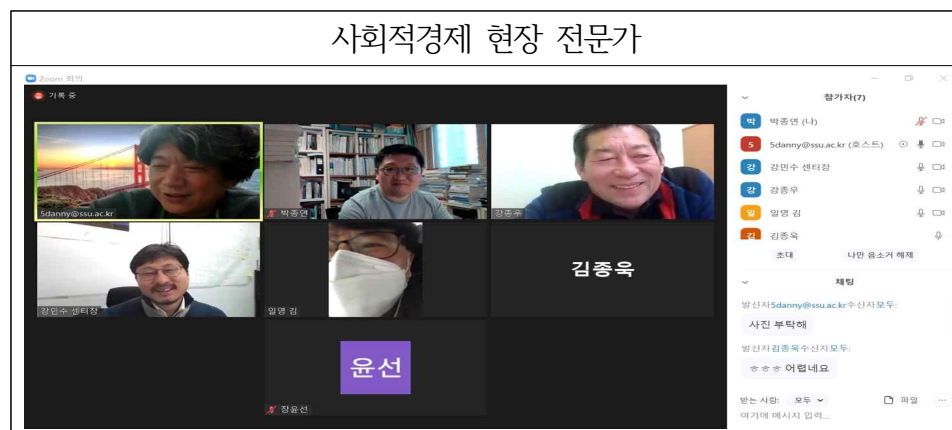 사회적경제 현장 전문가
Zoom 회의
기록 중
5danny@ssu.ac.kr
박종연
강종우
강민수 센터장
일명 김
김종욱
윤선
장윤선
참가자(7)
박 박종연 (나)
5 5danny@ssu.ac.kr (호스트)
강 강민수 센터장
강 강종우
일 일명 김
김 김종욱
초대 나만 음소거 해제
채팅
발신자5danny@ssu.ac.kr수신자모두:
사진 부탁해
발신자김종욱수신자모두:
ㅎㅎㅎ 어렵네요
받는 사람: 모두 파일 ...
여기에 메시지 입력...